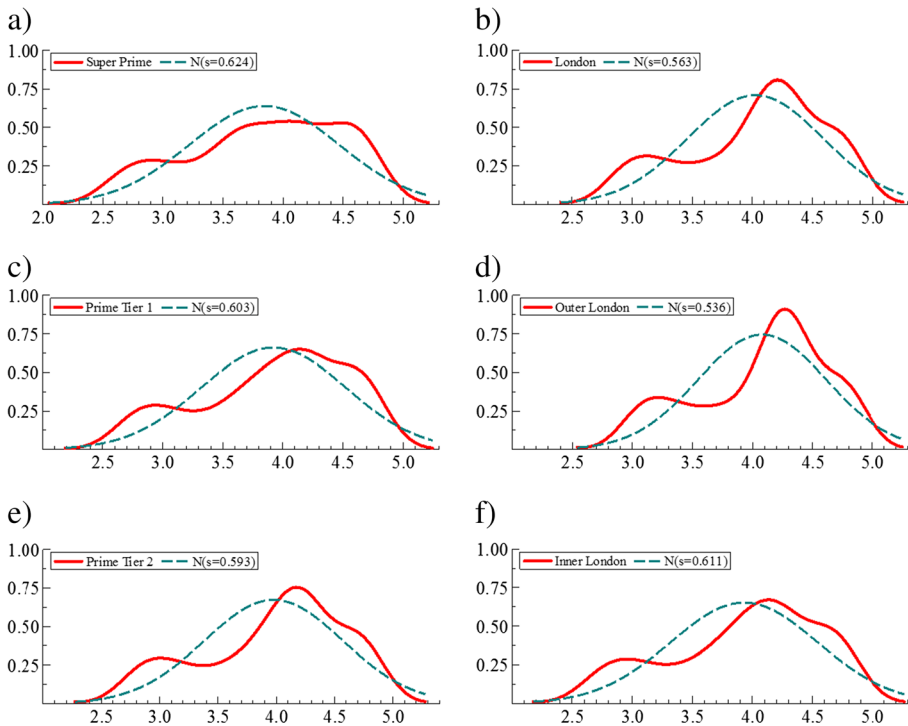 a) b)
1.00 Super Prime N(s=0.624) 1.00 London N(s=0.563)
0.75 0.75
0.50 0.50
0.25 0.25
2.0 2.5 3.0 3.5 4.0 4.5 5.0 2.5 3.0 3.5 4.0 4.5 5.0
c) d)
1.00 Prime Tier 1 N(s=0.603) 1.00 Outer London N(s=0.536)
0.75 0.75
0.50 0.50
0.25 0.25
2.5 3.0 3.5 4.0 4.5 5.0 2.5 3.0 3.5 4.0 4.5 5.0
e) f)
1.00 Prime Tier 2 N(s=0.593) 1.00 Inner London N(s=0.611)
0.75 0.75
0.50 0.50
0.25 0.25
2.5 3.0 3.5 4.0 4.5 5.0 2.5 3.0 3.5 4.0 4.5 5.0